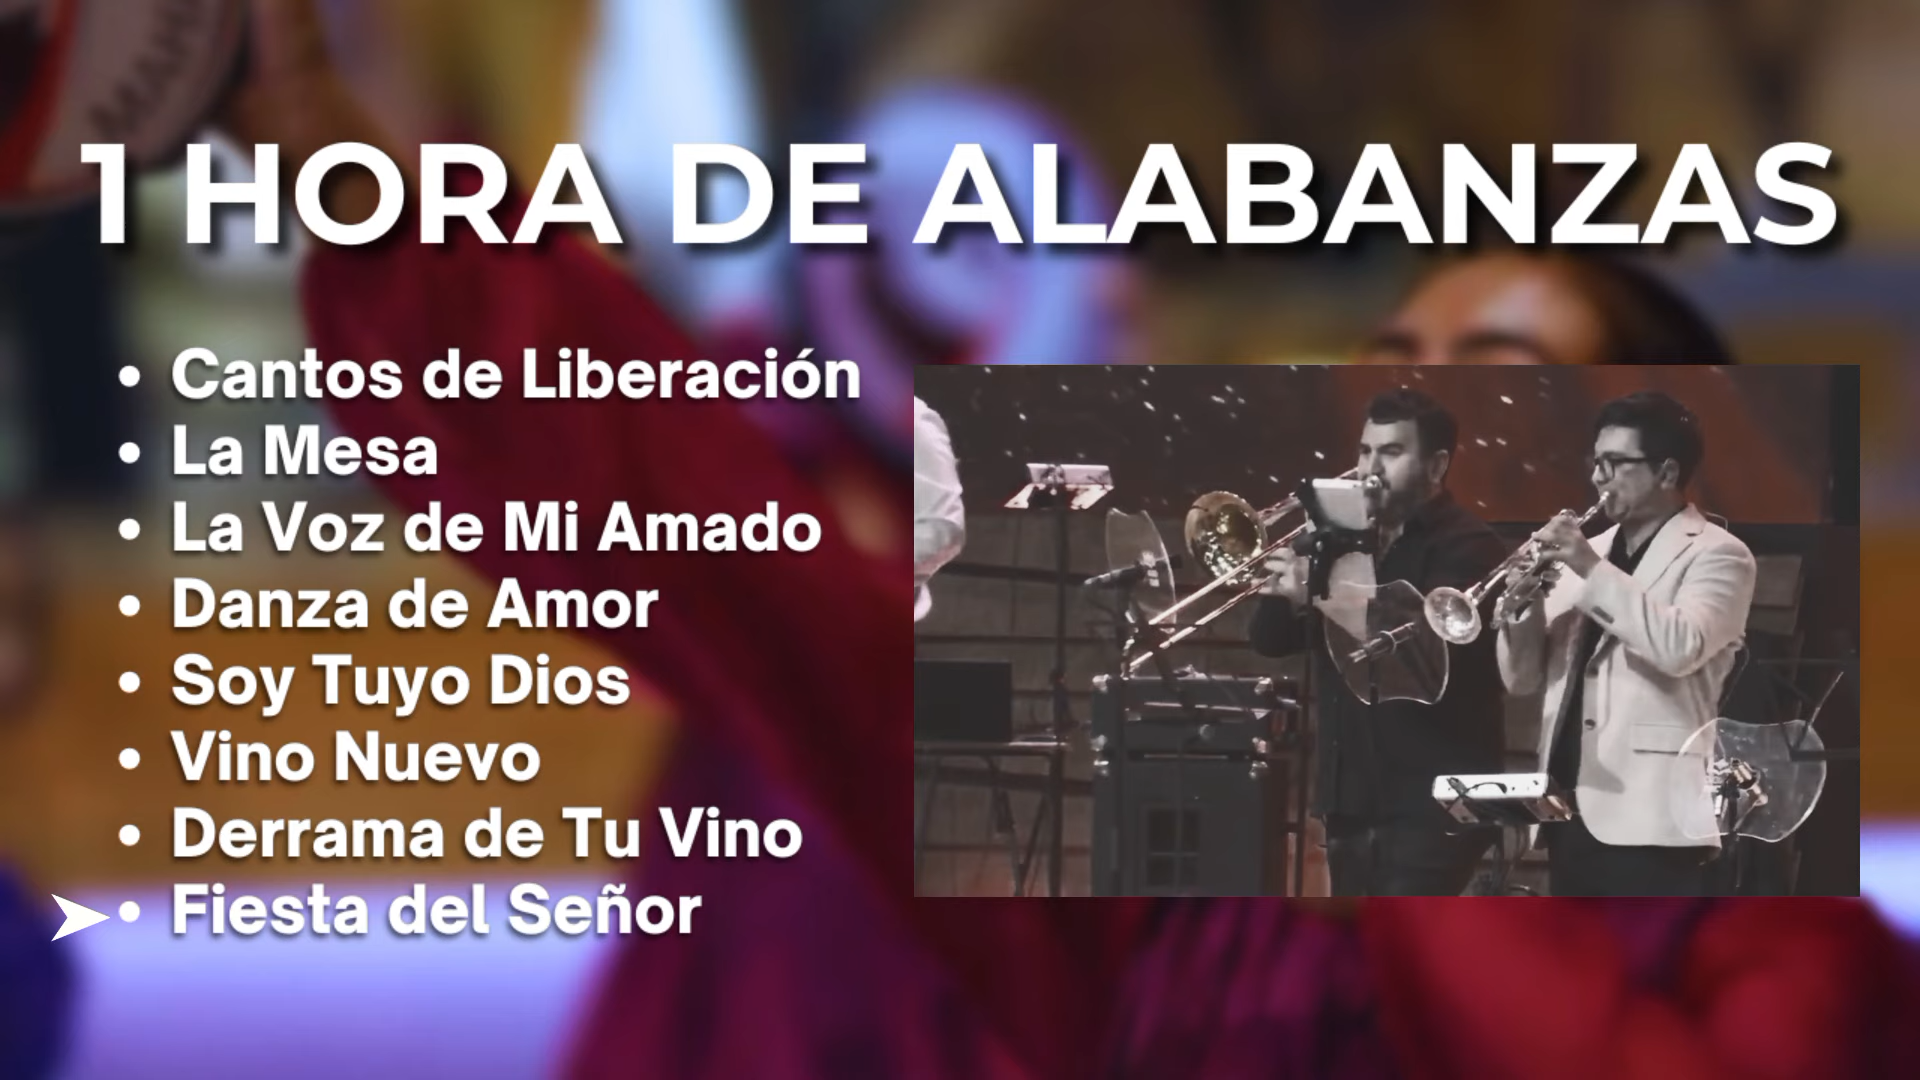 1 HORA DE ALABANZAS
• Cantos de Liberación
• La Mesa
• La Voz de Mi Amado
• Danza de Amor
• Soy Tuyo Dios
• Vino Nuevo
• Derrama de Tu Vino
• Fiesta del Señor